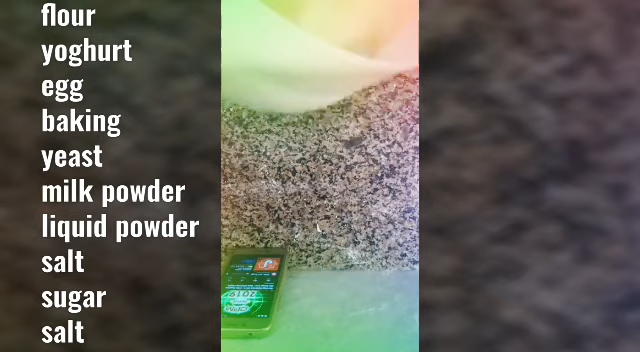 flour
yoghurt
egg
baking
yeast
milk powder
liquid powder
salt
sugar
salt